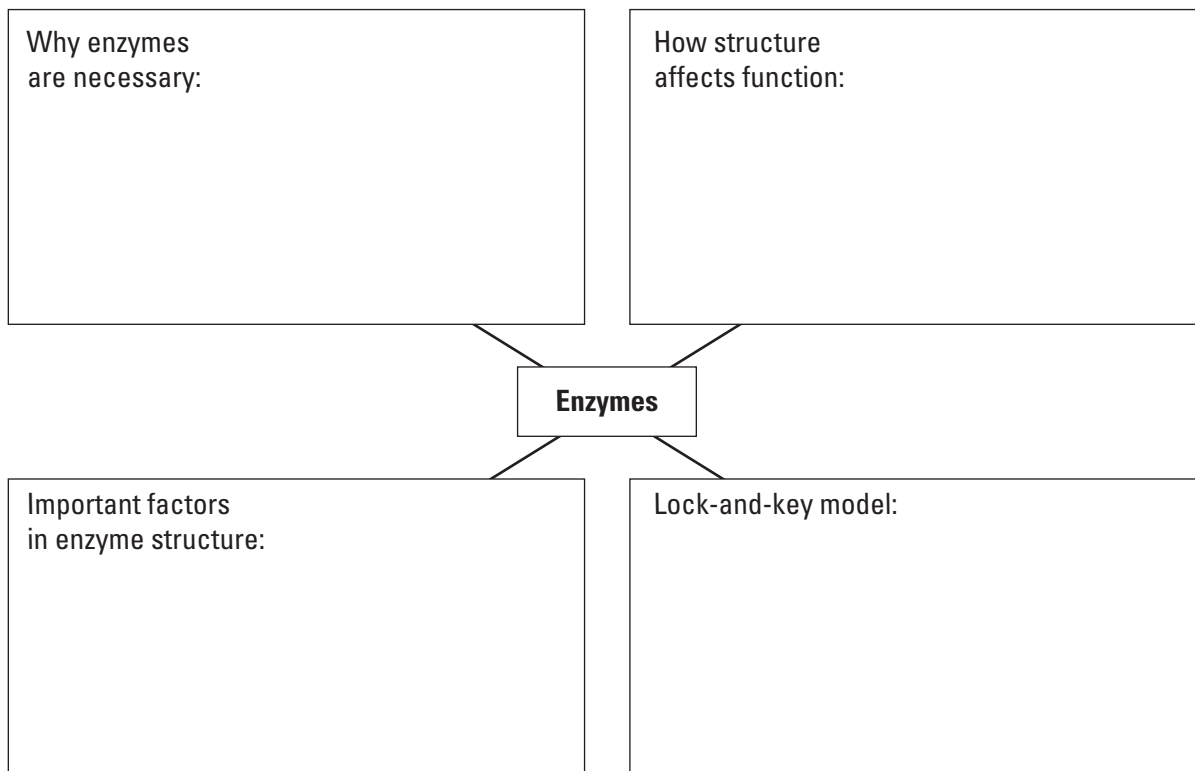 Why enzymes
are necessary:
How structure
affects function:
Enzymes
Important factors
in enzyme structure:
Lock-and-key model: